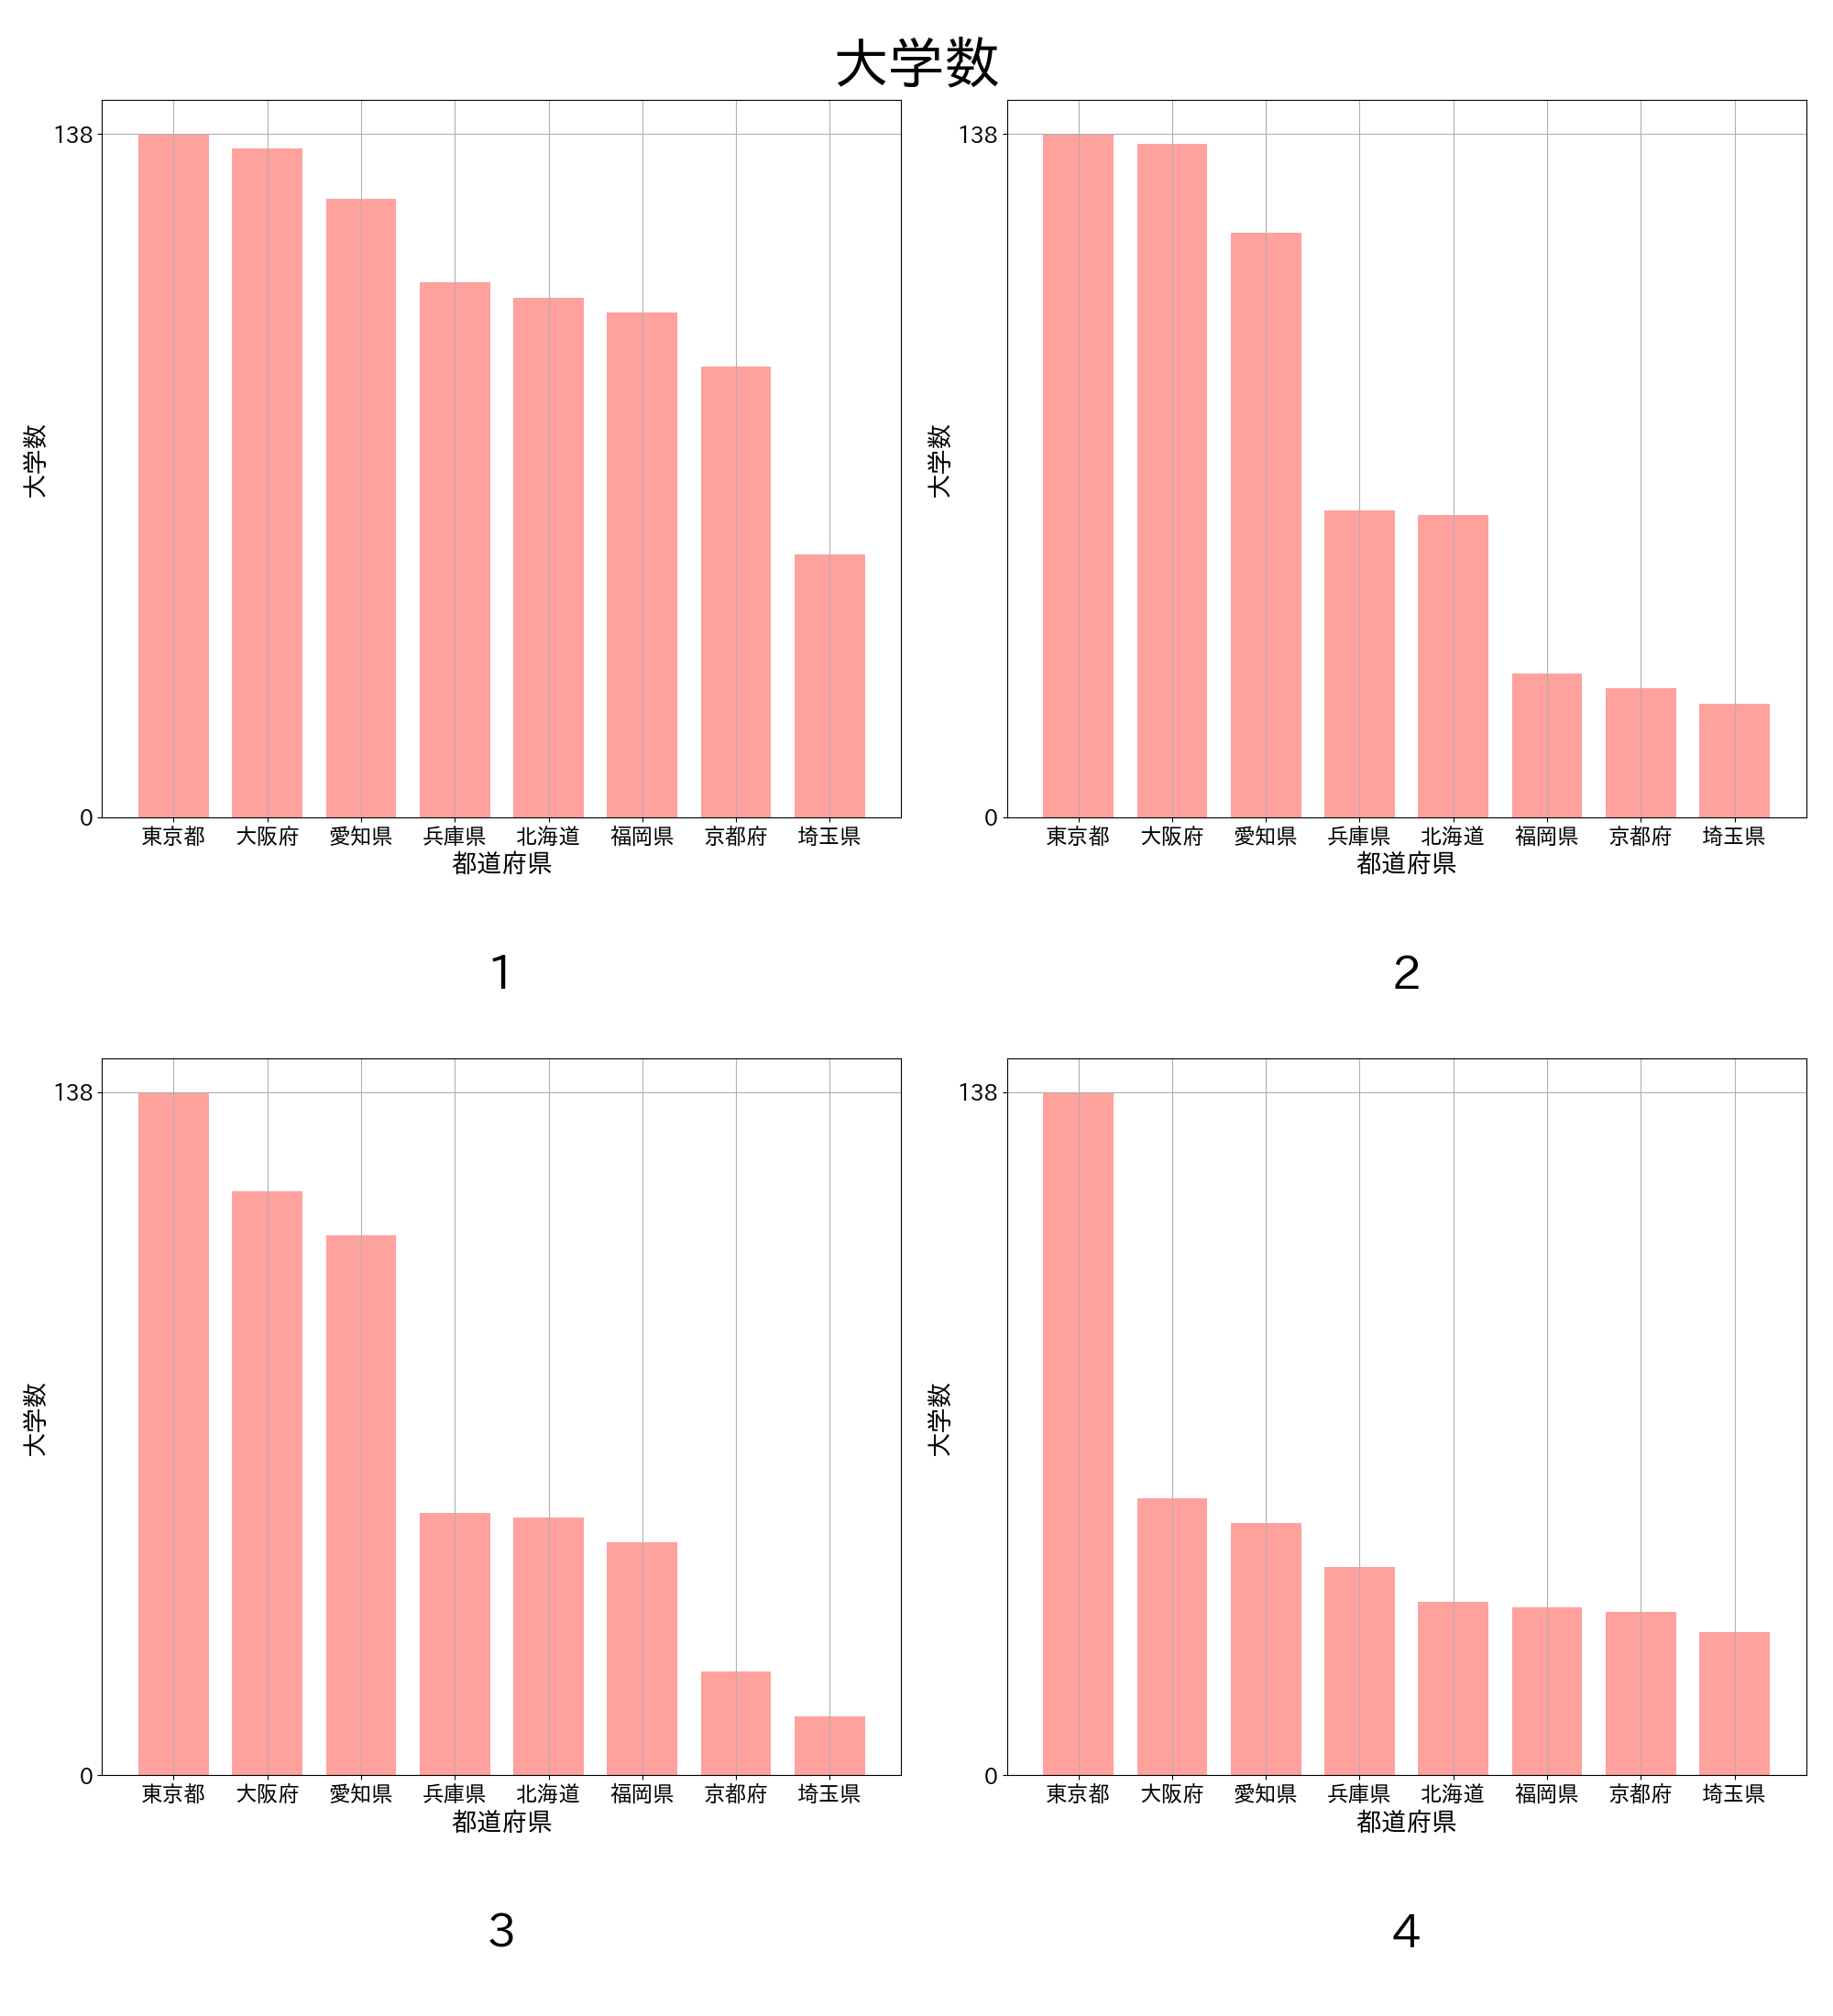 大学数
138
0
大学数
東京都 大阪府 愛知県 兵庫県 北海道 福岡県 京都府 埼玉県
都道府県
1
138
0
大学数
東京都 大阪府 愛知県 兵庫県 北海道 福岡県 京都府 埼玉県
都道府県
2
138
0
大学数
東京都 大阪府 愛知県 兵庫県 北海道 福岡県 京都府 埼玉県
都道府県
3
138
0
大学数
東京都 大阪府 愛知県 兵庫県 北海道 福岡県 京都府 埼玉県
都道府県
4